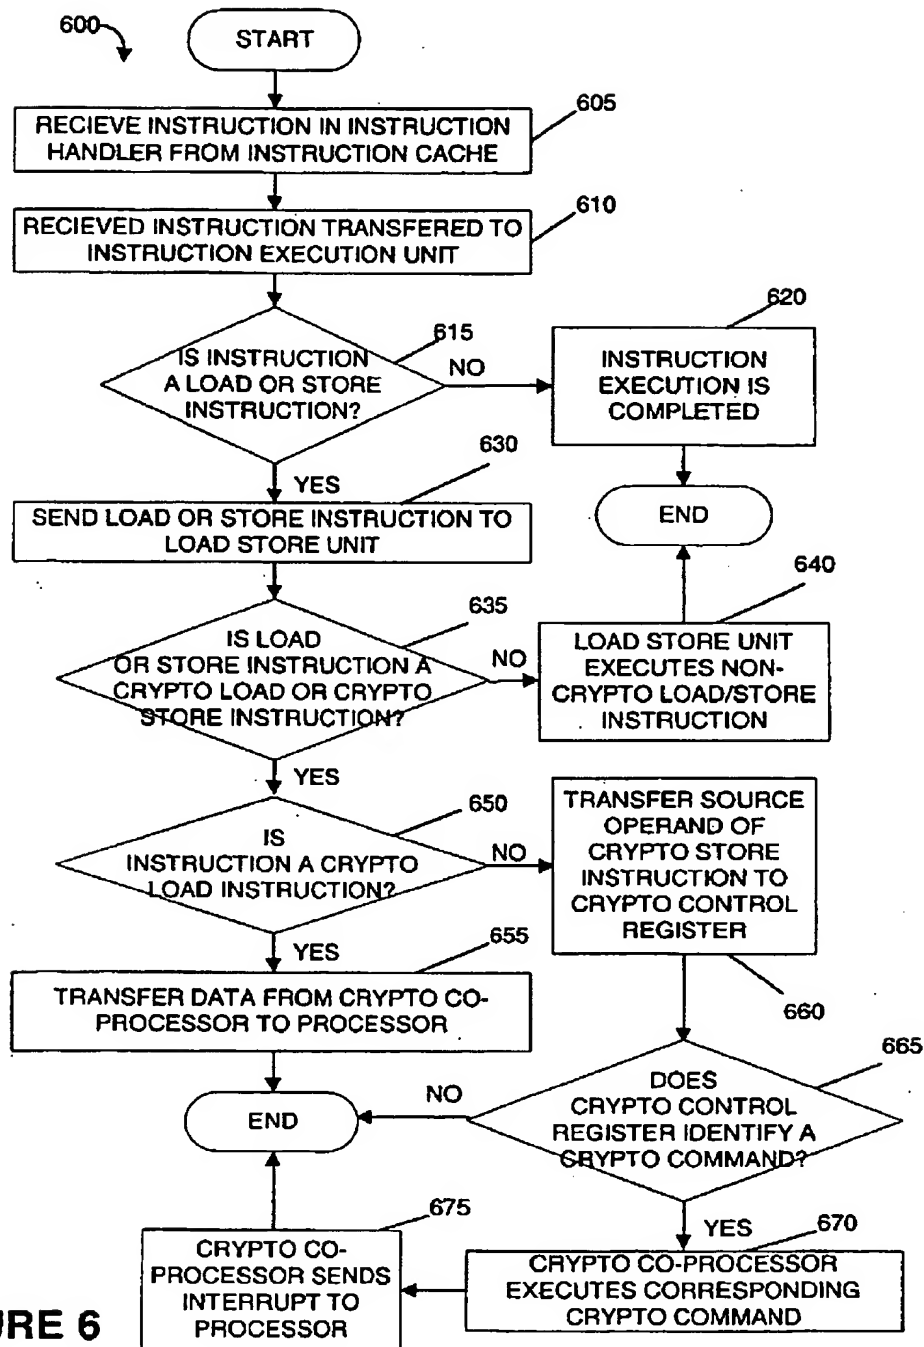 600
START
605
RECIEVE INSTRUCTION IN INSTRUCTION
HANDLER FROM INSTRUCTION CACHE
610
RECIEVED INSTRUCTION TRANSFERED TO
INSTRUCTION EXECUTION UNIT
615
IS INSTRUCTION
A LOAD OR STORE
INSTRUCTION?
NO
620
INSTRUCTION
EXECUTION IS
COMPLETED
YES
630
SEND LOAD OR STORE INSTRUCTION TO
LOAD STORE UNIT
END
635
IS LOAD
OR STORE INSTRUCTION A
CRYPTO LOAD OR CRYPTO
STORE INSTRUCTION?
NO
640
LOAD STORE UNIT
EXECUTES NON-
CRYPTO LOAD/STORE
INSTRUCTION
YES
650
IS
INSTRUCTION A CRYPTO
LOAD INSTRUCTION?
NO
TRANSFER SOURCE
OPERAND OF
CRYPTO STORE
INSTRUCTION TO
CRYPTO CONTROL
REGISTER
660
YES
655
TRANSFER DATA FROM CRYPTO CO-
PROCESSOR TO PROCESSOR
665
DOES
CRYPTO CONTROL
REGISTER IDENTIFY A
CRYPTO COMMAND?
NO
END
YES
670
CRYPTO CO-PROCESSOR
EXECUTES CORRESPONDING
CRYPTO COMMAND
675
CRYPTO CO-
PROCESSOR SENDS
INTERRUPT TO
PROCESSOR
URE 6